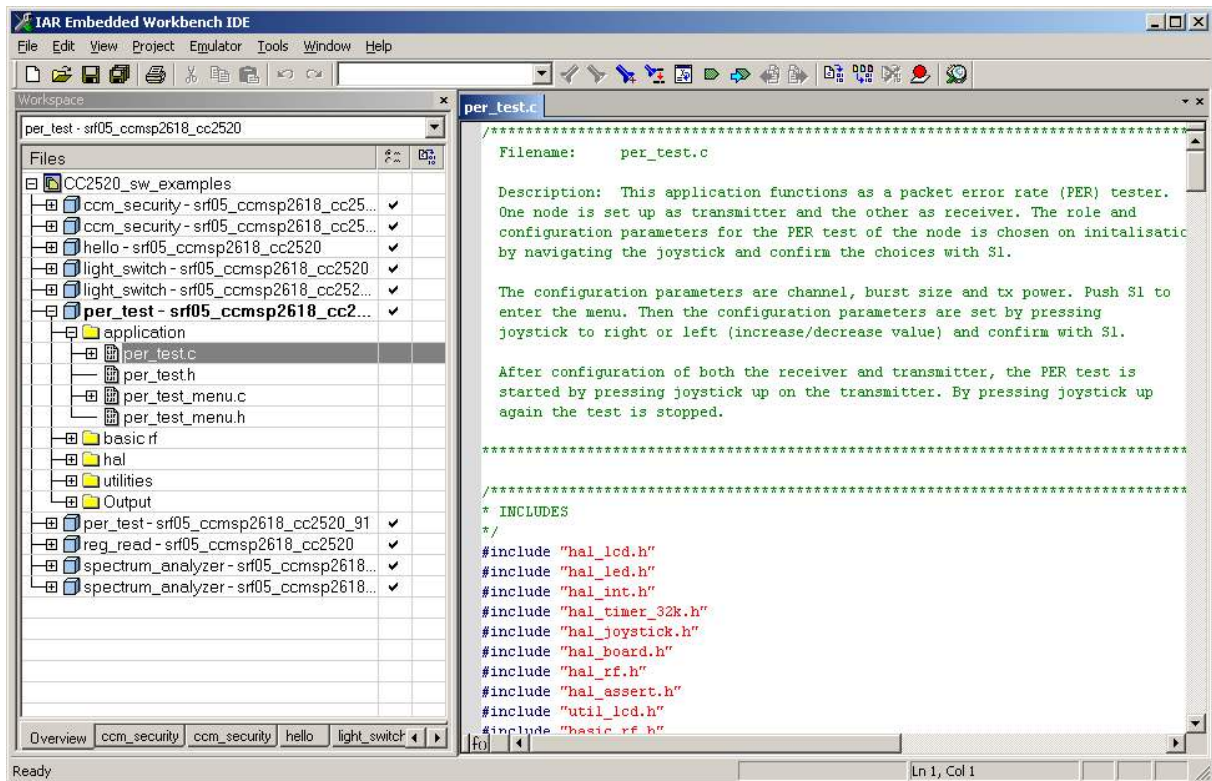 IAR Embedded Workbench IDE
File Edit View Project Emulator Tools Window Help
Workspace
per_test - srf05_ccmsp2618_cc2520
Files
CC2520_sw_examples
ccm_security - srf05_ccmsp2618_cc25...
ccm_security - srf05_ccmsp2618_cc25...
hello - srf05_ccmsp2618_cc2520
light_switch - srf05_ccmsp2618_cc2520
light_switch - srf05_ccmsp2618_cc252...
per_test - srf05_ccmsp2618_cc2...
application
per_test.c
per_test.h
per_test_menu.c
per_test_menu.h
basic rf
hal
utilities
Output
per_test - srf05_ccmsp2618_cc2520_91
reg_read - srf05_ccmsp2618_cc2520
spectrum_analyzer - srf05_ccmsp2618...
spectrum_analyzer - srf05_ccmsp2618...
Overview ccm_security ccm_security hello light_switch
per_test.c
/******************************************************************************
Filename: per_test.c
Description: This application functions as a packet error rate (PER) tester.
One node is set up as transmitter and the other as receiver. The role and
configuration parameters for the PER test of the node is chosen on initalisatio
by navigating the joystick and confirm the choices with S1.
The configuration parameters are channel, burst size and tx power. Push S1 to
enter the menu. Then the configuration parameters are set by pressing
joystick to right or left (increase/decrease value) and confirm with S1.
After configuration of both the receiver and transmitter, the PER test is
started by pressing joystick up on the transmitter. By pressing joystick up
again the test is stopped.
*******************************************************************************
/******************************************************************************
* INCLUDES
*/
#include "hal_lcd.h"
#include "hal_led.h"
#include "hal_int.h"
#include "hal_timer_32k.h"
#include "hal_joystick.h"
#include "hal_board.h"
#include "hal_rf.h"
#include "hal_assert.h"
#include "util_lcd.h"
#include "basic_rf.h"
Ready
Ln 1, Col 1